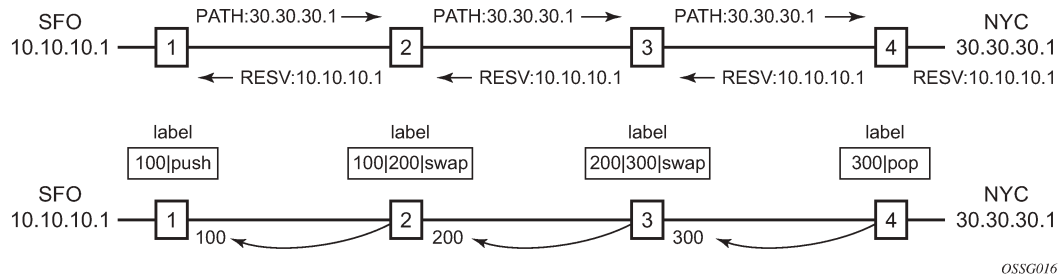 PATH:30.30.30.1 PATH:30.30.30.1 PATH:30.30.30.1
SFO NYC
10.10.10.1 1 2 3 4 30.30.30.1
RESV:10.10.10.1 RESV:10.10.10.1 RESV:10.10.10.1 RESV:10.10.10.1
label label label label
100|push 100|200|swap 200|300|swap 300|pop
SFO NYC
10.10.10.1 1 2 3 4 30.30.30.1
100 200 300
OSSG016